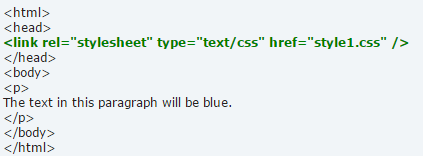 <html>
<head>
<link rel="stylesheet" type="text/css" href="style1.css" />
</head>
<body>
<p>
The text in this paragraph will be blue.
</p>
</body>
</html>